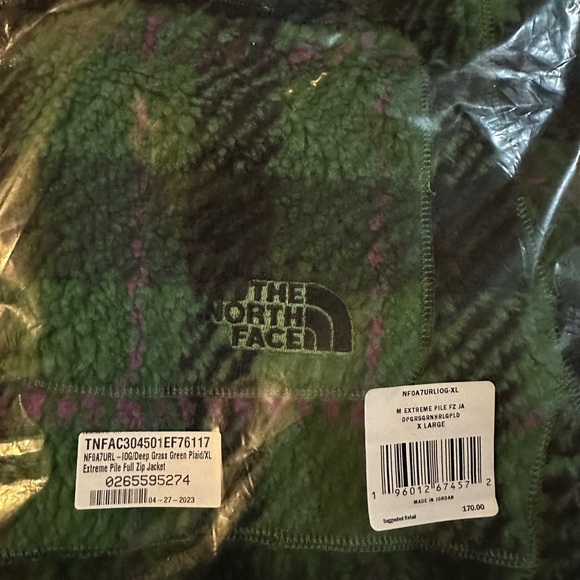 THE
NORTH
FACE
TNFAC304501EF76117
NF0A7URL-IOG/Deep Grass Green Plaid/XL
Extreme Pile Full Zip Jacket
0265595274
04-27-2023
NF0A7URLIOG-XL
M EXTREME PILE FZ JA
DPGRSGRNHRLGPLD
X LARGE
1 96012 67457 2
MADE IN JORDAN
Suggested Retail 170.00